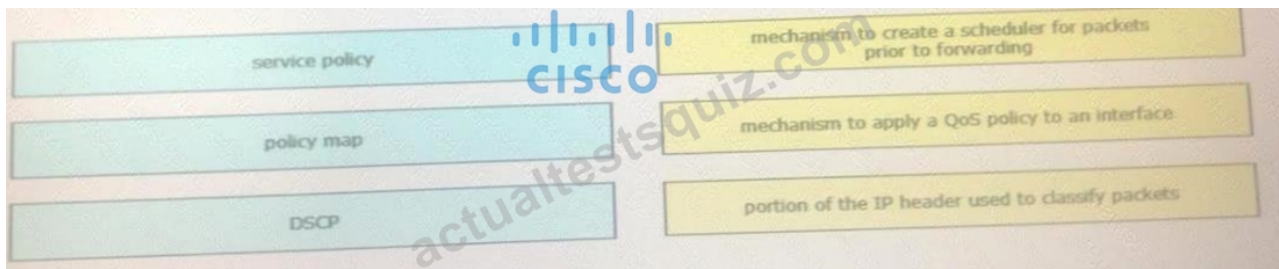 service policy
mechanism to create a scheduler for packets
prior to forwarding
CISCO
policy map
mechanism to apply a QoS policy to an interface
DSCP
portion of the IP header used to classify packets
actualtestsquiz.com